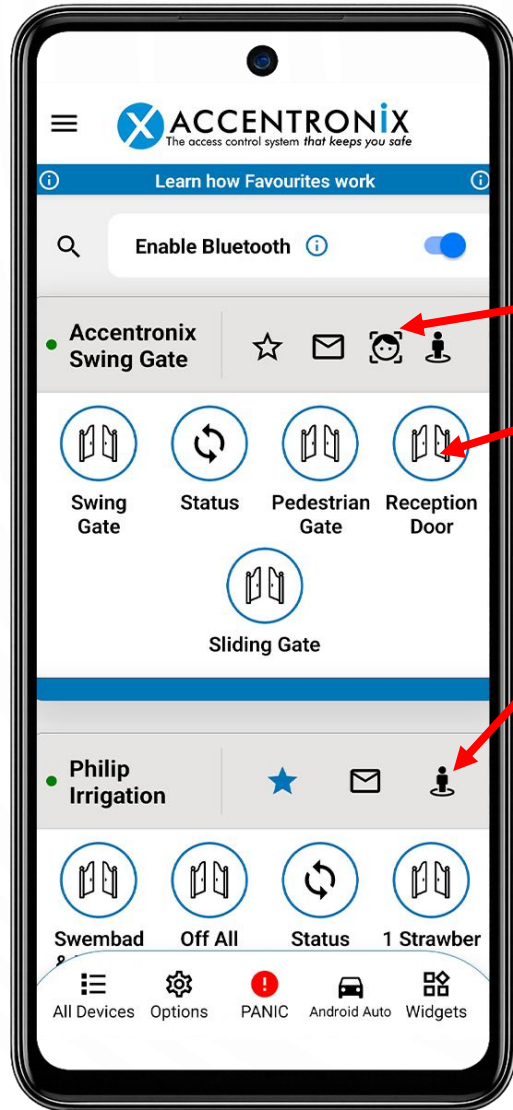 ACCENTRONiX
The access control system that keeps you safe
Learn how Favourites work
Enable Bluetooth
Accentronix
Swing Gate
Swing
Gate
Status
Pedestrian
Gate
Reception
Door
Sliding Gate
Philip
Irrigation
Swembad
Off All
Status
1 Strawber
All Devices
Options
PANIC
Android Auto
Widgets